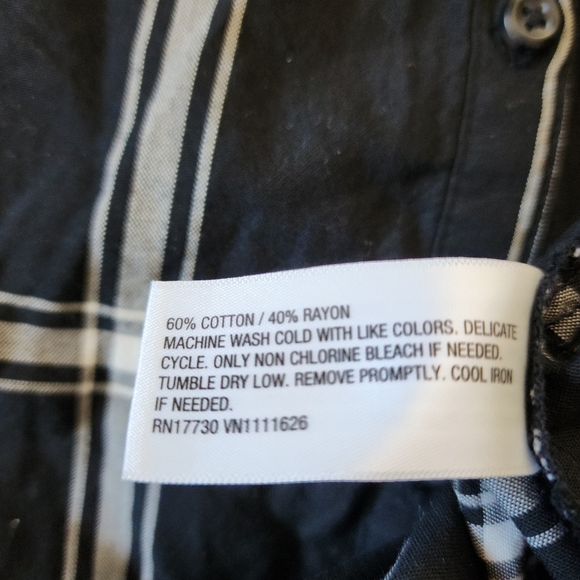 60% COTTON / 40% RAYON
MACHINE WASH COLD WITH LIKE COLORS. DELICATE
CYCLE. ONLY NON CHLORINE BLEACH IF NEEDED.
TUMBLE DRY LOW. REMOVE PROMPTLY. COOL IRON
IF NEEDED.
RN17730 VN1111626